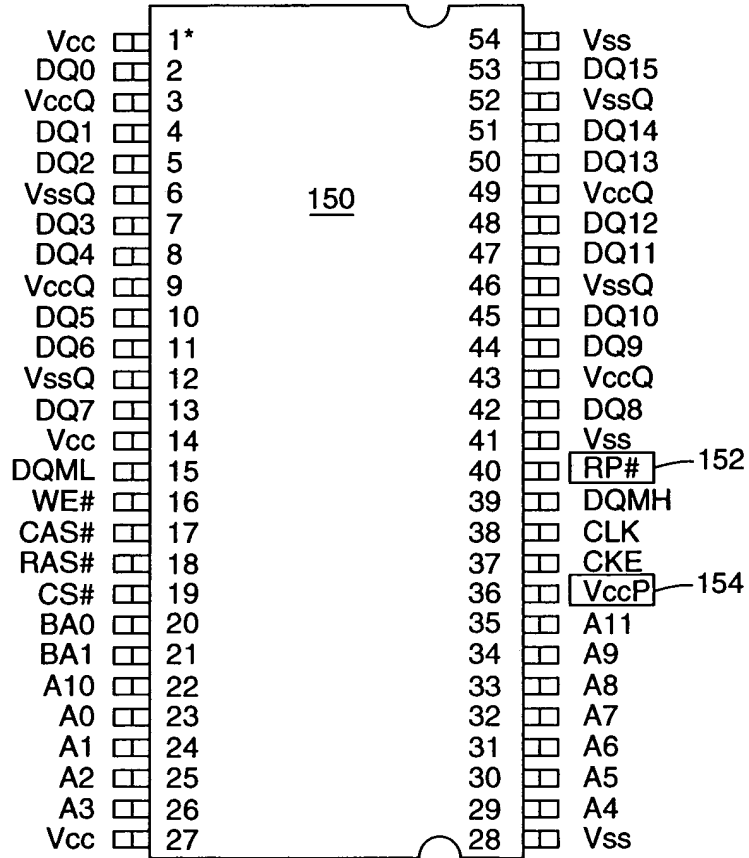 Vcc 1* 54 Vss
DQ0 2 53 DQ15
VccQ 3 52 VssQ
DQ1 4 51 DQ14
DQ2 5 50 DQ13
VssQ 6 150 49 VccQ
DQ3 7 48 DQ12
DQ4 8 47 DQ11
VccQ 9 46 VssQ
DQ5 10 45 DQ10
DQ6 11 44 DQ9
VssQ 12 43 VccQ
DQ7 13 42 DQ8
Vcc 14 41 Vss
DQML 15 40 RP# 152
WE# 16 39 DQMH
CAS# 17 38 CLK
RAS# 18 37 CKE
CS# 19 36 VccP 154
BA0 20 35 A11
BA1 21 34 A9
A10 22 33 A8
A0 23 32 A7
A1 24 31 A6
A2 25 30 A5
A3 26 29 A4
Vcc 27 28 Vss